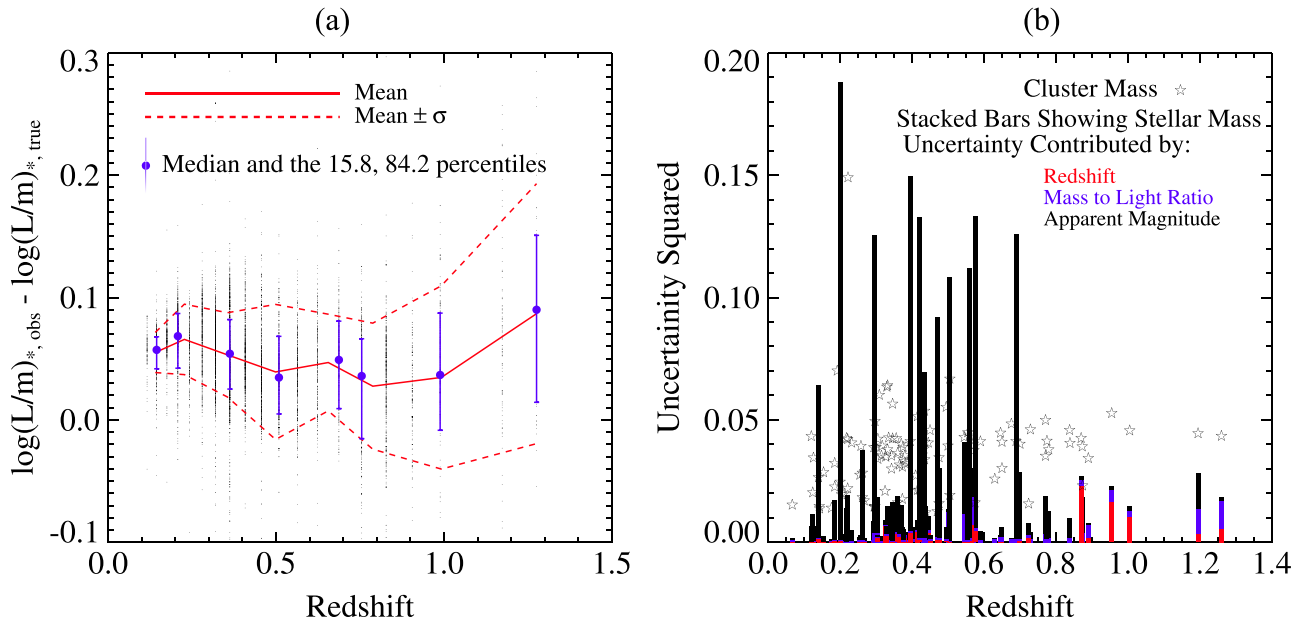 (a)
log(L/m)*, obs - log(L/m)*, true
0.3
0.2
0.1
0.0
-0.1
Mean
Mean ± σ
Median and the 15.8, 84.2 percentiles
0.0 0.5 1.0 1.5
Redshift
(b)
Uncertainty Squared
0.20
0.15
0.10
0.05
0.00
Cluster Mass ☆
Stacked Bars Showing Stellar Mass
Uncertainty Contributed by:
Redshift
Mass to Light Ratio
Apparent Magnitude
0.0 0.2 0.4 0.6 0.8 1.0 1.2 1.4
Redshift